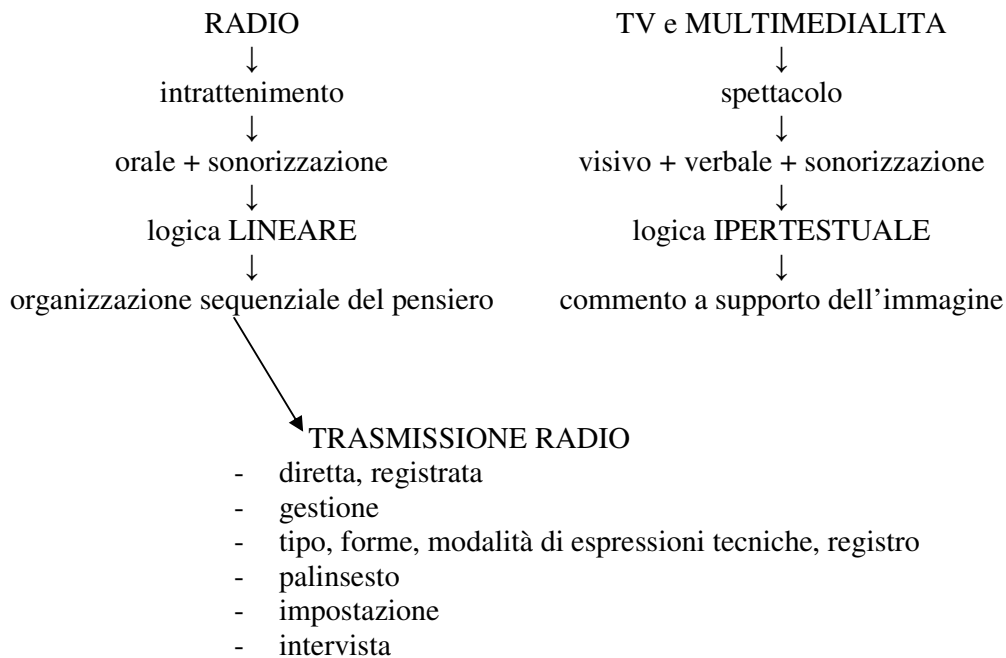 RADIO
↓
intrattenimento
↓
orale + sonorizzazione
↓
logica LINEARE
↓
organizzazione sequenziale del pensiero
TV e MULTIMEDIALITA
↓
spettacolo
↓
visivo + verbale + sonorizzazione
↓
logica IPERTESTUALE
↓
commento a supporto dell’immagine
TRASMISSIONE RADIO
- diretta, registrata
- gestione
- tipo, forme, modalità di espressioni tecniche, registro
- palinsesto
- impostazione
- intervista